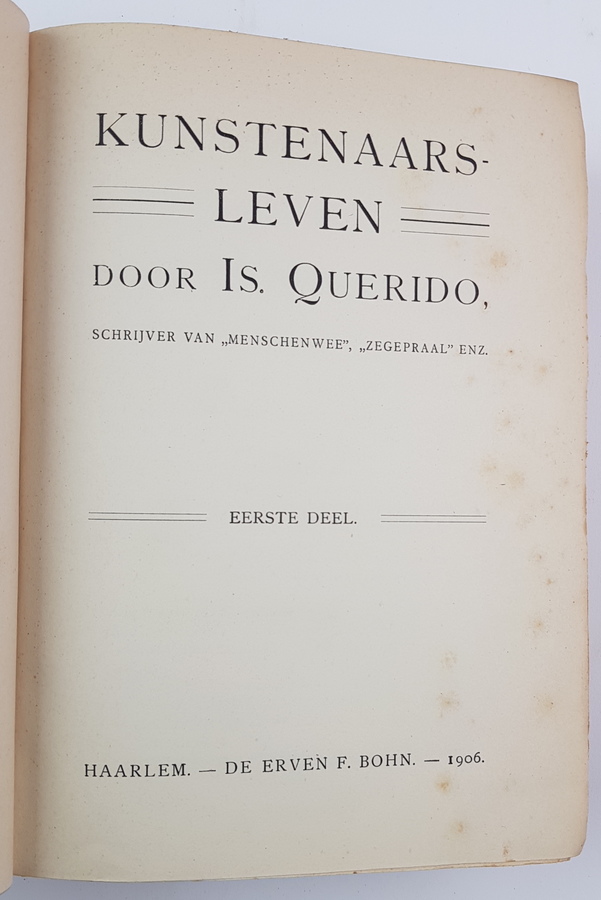 KUNSTENAARS-
LEVEN
DOOR IS. QUERIDO,
SCHRIJVER VAN „MENSCHENWEE”, „ZEGEPRAAL” ENZ.
EERSTE DEEL.
HAARLEM. — DE ERVEN F. BOHN. — 1906.